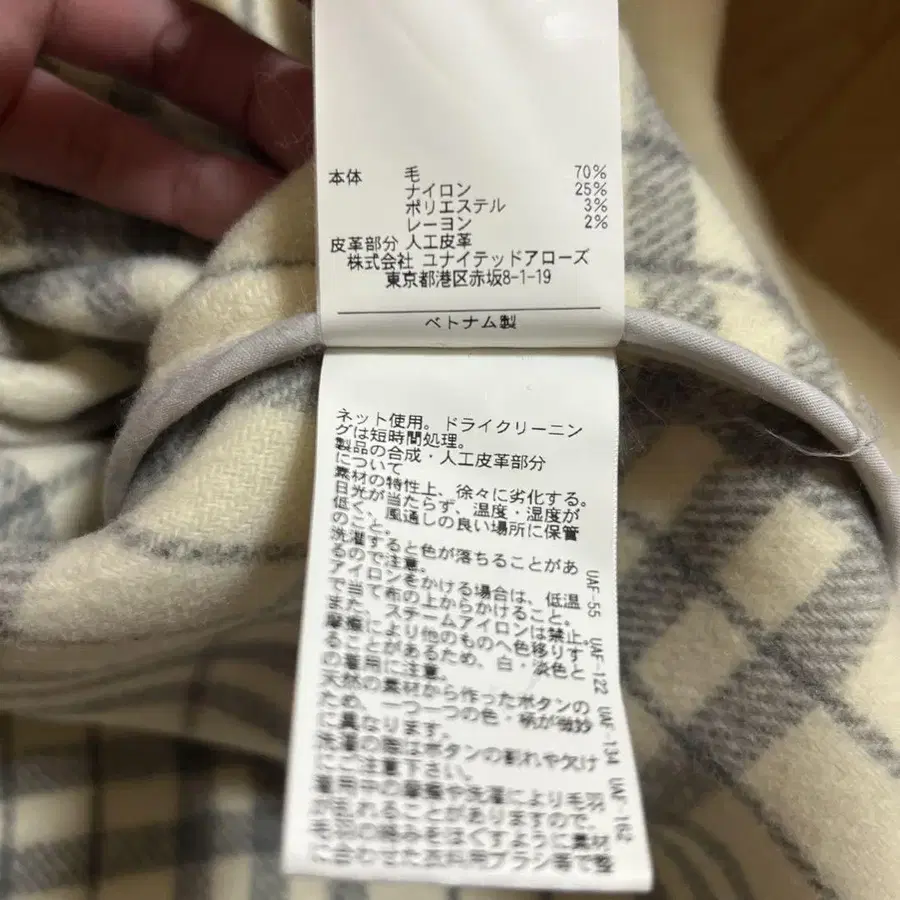 本体 毛 70%
ナイロン 25%
ポリエステル 3%
レーヨン 2%
皮革部分 人工皮革
株式会社 ユナイテッドアローズ
東京都港区赤坂8-1-19
ベトナム製
ネット使用。ドライクリーニン
グは短時間処理。
製品の合成・人工皮革部分
について
素材の特性上、徐々に劣化する。
日光が当たらず、温度・湿度が
低く、風通しの良い場所に保管
のこと。
洗濯すると色が落ちることがあ
るので注意。
アイロンをかける場合は、低温
で当て布の上からかけること。
また、スチームアイロンは禁止。
摩擦により他のものへ色移りす
ることがあるため、白・淡色と
の着用に注意。
天然の素材から作ったボタンの
ため、一つ一つの色・柄が微妙
に異なります。
洗濯の際はボタンの割れや欠け
にご注意下さい。
着用中の摩擦や洗濯により毛羽
が毛れることがありますので、
毛羽の絡みをほぐすように素材
に合わせた衣料用ブラシ等で整
UAF-55 UAF-122 UAF-134 UAF-162